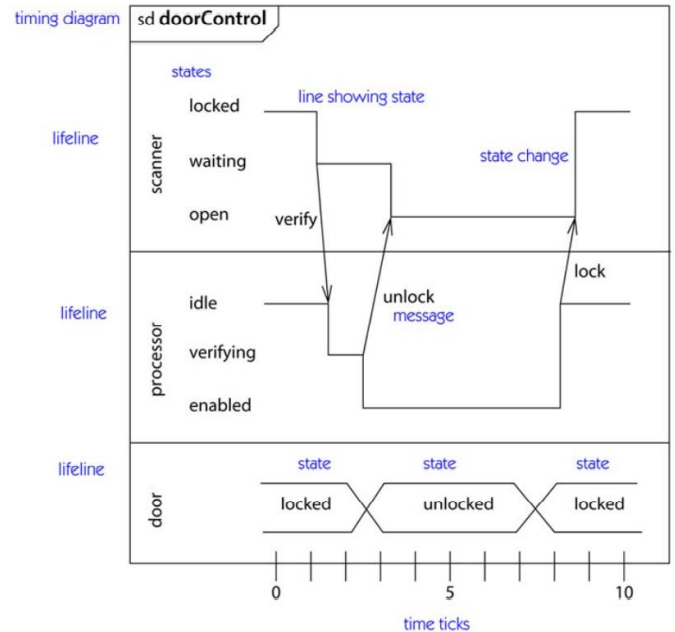 timing diagram
sd doorControl
states
locked
line showing state
lifeline
scanner
waiting
state change
open
verify
lock
lifeline
processor
idle
unlock
message
verifying
enabled
lifeline
state
state
state
door
locked
unlocked
locked
0
5
10
time ticks